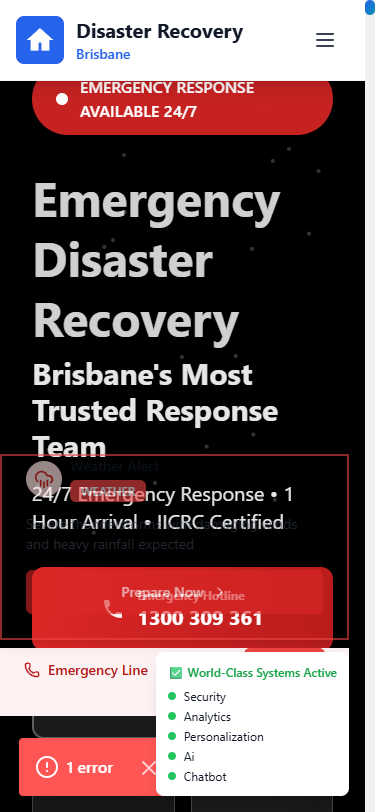 Disaster Recovery
Brisbane
EMERGENCY RESPONSE
AVAILABLE 24/7
Emergency
Disaster
Recovery
Brisbane's Most
Trusted Response
Team
Weather Alert
WEATHER
24/7 Emergency Response • 1
Hour Arrival • IICRC Certified
and heavy rainfall expected
Prepare Now
Emergency Hotline
1300 309 361
Emergency Line
✅ World-Class Systems Active
Security
Analytics
Personalization
Ai
Chatbot
1 error